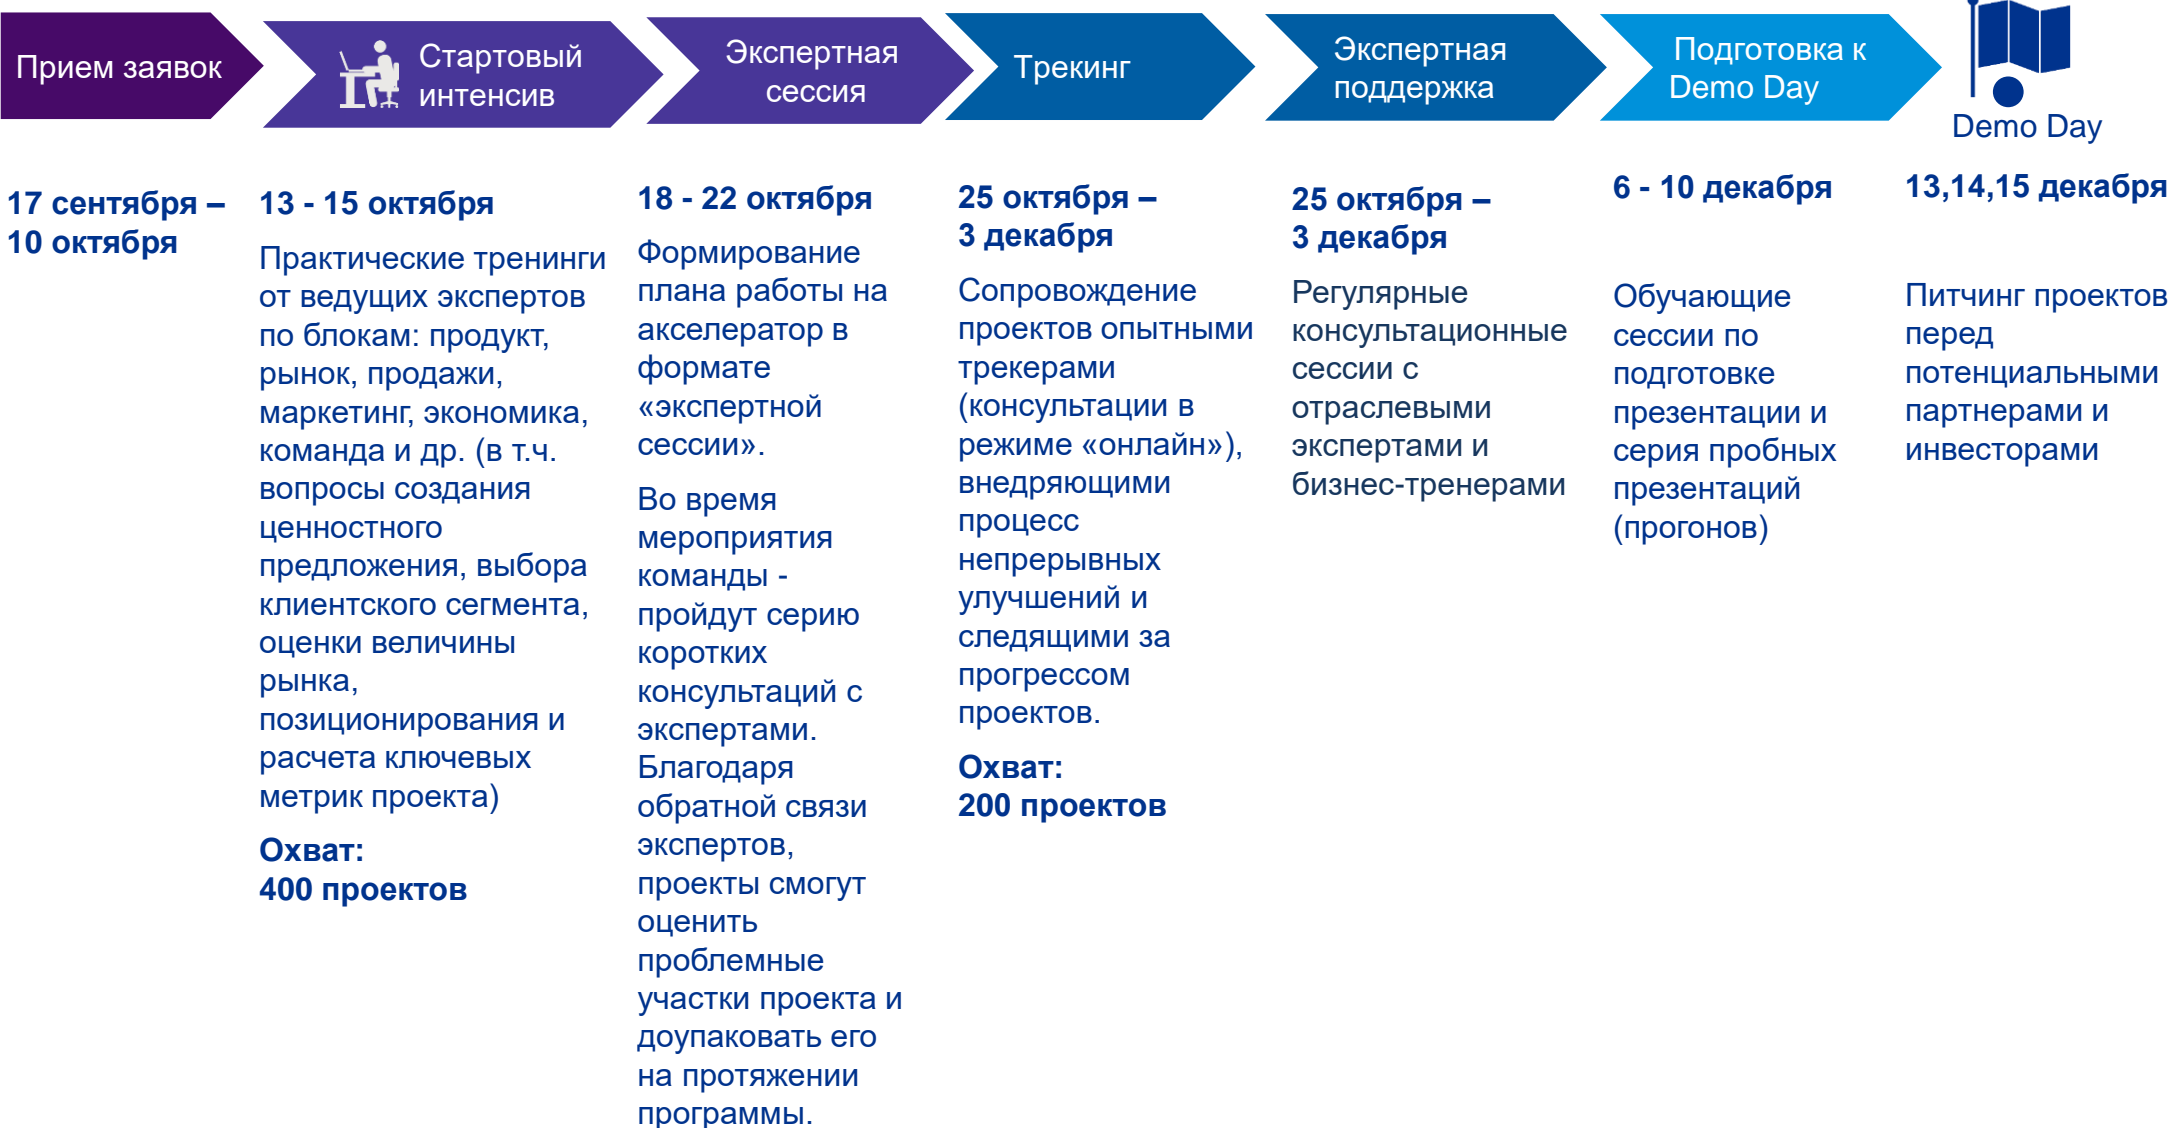 Прием заявок
Стартовый
интенсив
Экспертная
сессия
Трекинг
Экспертная
поддержка
Подготовка к
Demo Day
Demo Day
17 сентября –
10 октября
13 - 15 октября
Практические тренинги
от ведущих экспертов
по блокам: продукт,
рынок, продажи,
маркетинг, экономика,
команда и др. (в т.ч.
вопросы создания
ценностного
предложения, выбора
клиентского сегмента,
оценки величины
рынка,
позиционирования и
расчета ключевых
метрик проекта)
Охват:
400 проектов
18 - 22 октября
Формирование
плана работы на
акселератор в
формате
«экспертной
сессии».
Во время
мероприятия
команды -
пройдут серию
коротких
консультаций с
экспертами.
Благодаря
обратной связи
экспертов,
проекты смогут
оценить
проблемные
участки проекта и
доупаковать его
на протяжении
программы.
25 октября –
3 декабря
Сопровождение
проектов опытными
трекерами
(консультации в
режиме «онлайн»),
внедряющими
процесс
непрерывных
улучшений и
следящими за
прогрессом
проектов.
Охват:
200 проектов
25 октября –
3 декабря
Регулярные
консультационные
сессии с
отраслевыми
экспертами и
бизнес-тренерами
6 - 10 декабря
Обучающие
сессии по
подготовке
презентации и
серия пробных
презентаций
(прогонов)
13,14,15 декабря
Питчинг проектов
перед
потенциальными
партнерами и
инвесторами